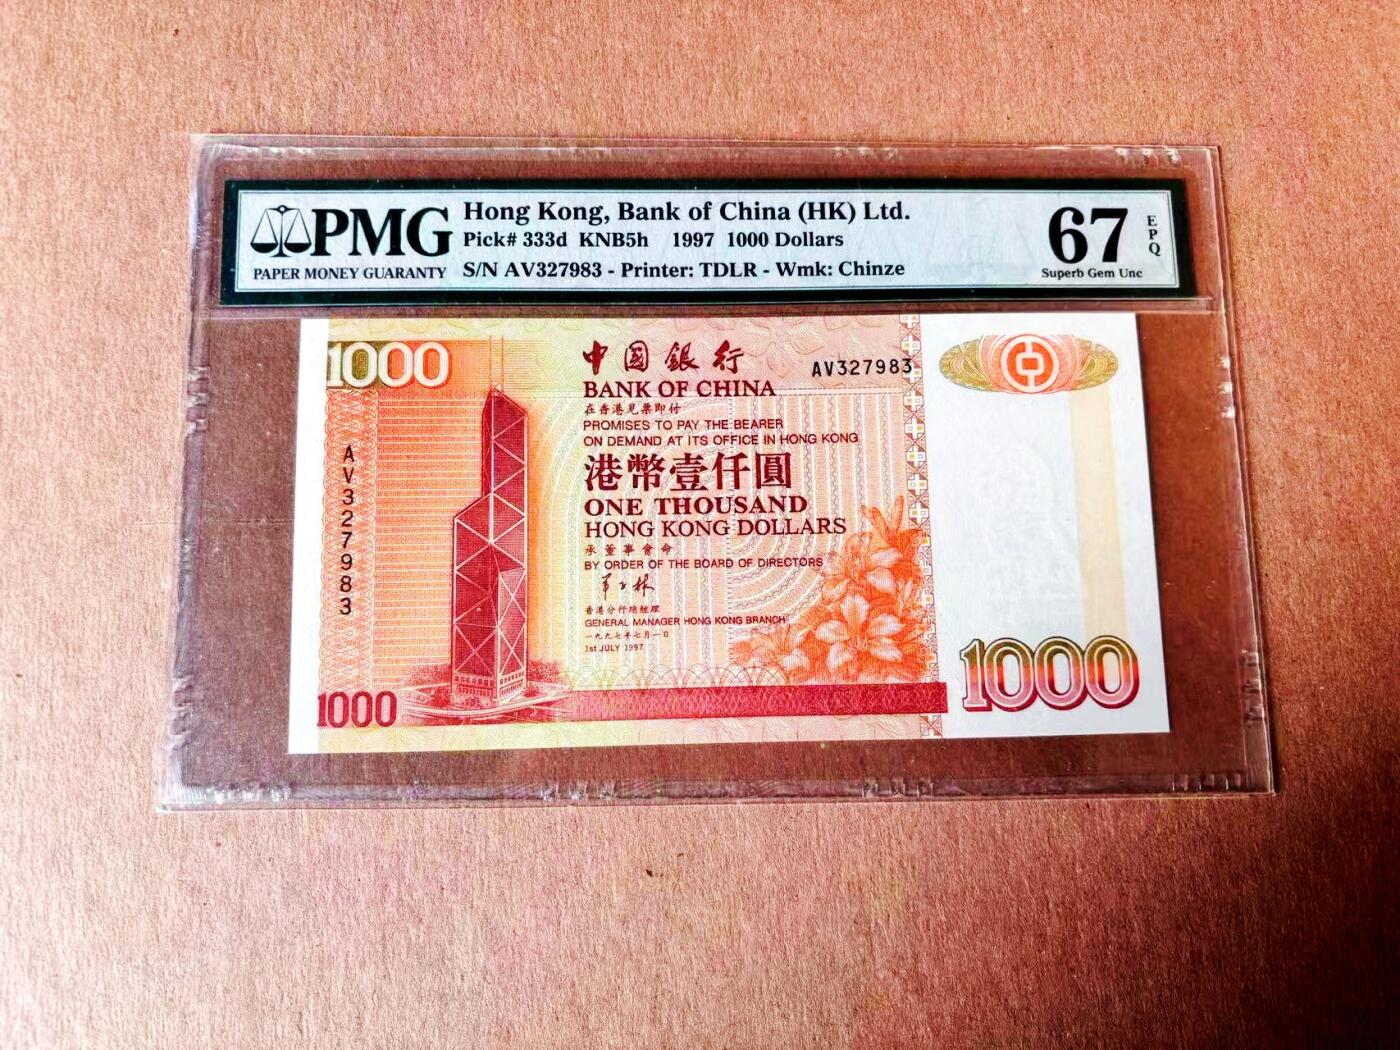 PMG
PAPER MONEY GUARANTY
Hong Kong, Bank of China (HK) Ltd.
Pick# 333d KNB5h 1997 1000 Dollars
S/N AV327983 - Printer: TDLR - Wmk: Chinze
67
EPQ
Superb Gem Unc
1000
中國銀行
AV327983
BANK OF CHINA
在香港見票即付
PROMISES TO PAY THE BEARER
ON DEMAND AT ITS OFFICE IN HONG KONG
AV327983
港幣壹仟圓
ONE THOUSAND
HONG KONG DOLLARS
承董事會命
BY ORDER OF THE BOARD OF DIRECTORS
香港分行總經理
GENERAL MANAGER HONG KONG BRANCH
一九九七年七月一日
1st JULY 1997
1000
1000